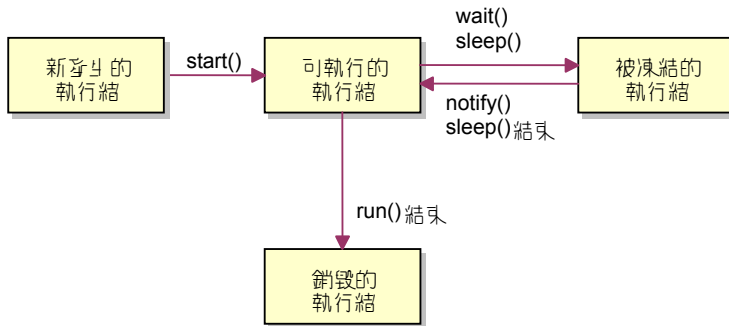 wait()
sleep()
新產生的
執行緒
start()
可執行的
執行緒
被凍結的
執行緒
notify()
sleep()結束
run()結束
銷毀的
執行緒